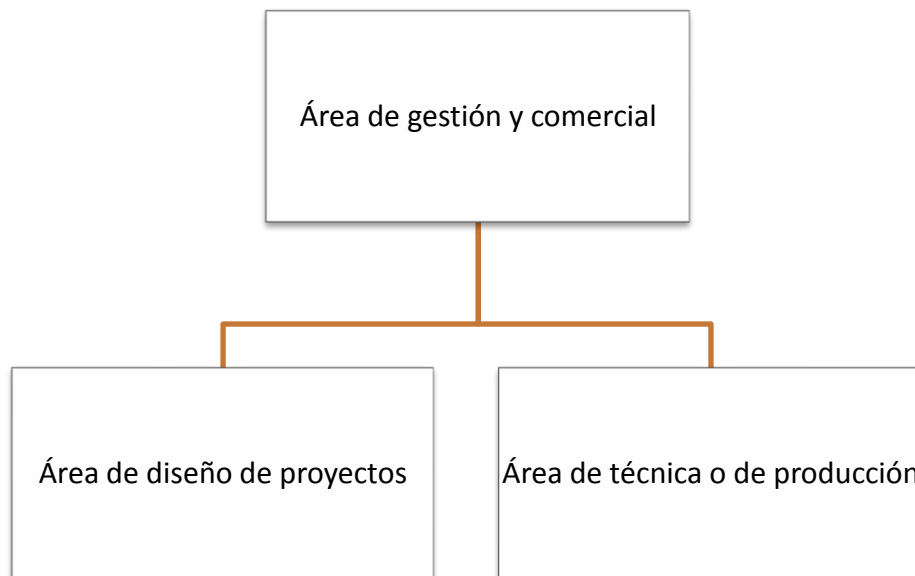 Área de gestión y comercial
Área de diseño de proyectos
Área de técnica o de producción